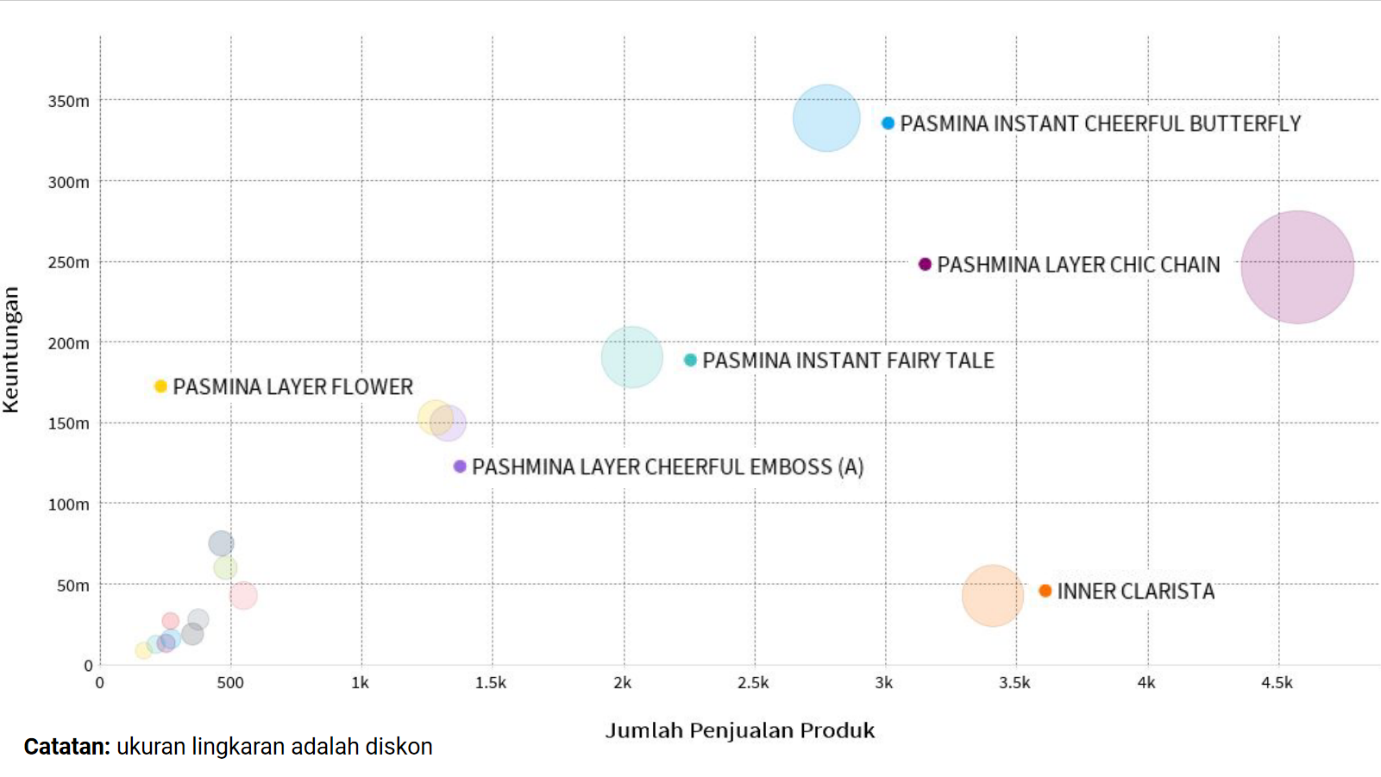 350m
PASMINA INSTANT CHEERFUL BUTTERFLY
300m
250m
PASHMINA LAYER CHIC CHAIN
Keuntungan
200m
PASMINA INSTANT FAIRY TALE
PASMINA LAYER FLOWER
150m
PASHMINA LAYER CHEERFUL EMBOSS (A)
100m
50m
INNER CLARISTA
0
0 500 1k 1.5k 2k 2.5k 3k 3.5k 4k 4.5k
Jumlah Penjualan Produk
Catatan: ukuran lingkaran adalah diskon